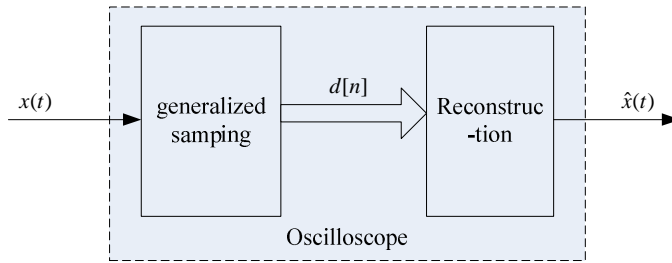 x(t)
generalized
samping
d[n]
Reconstruc
-tion
x̂(t)
Oscilloscope